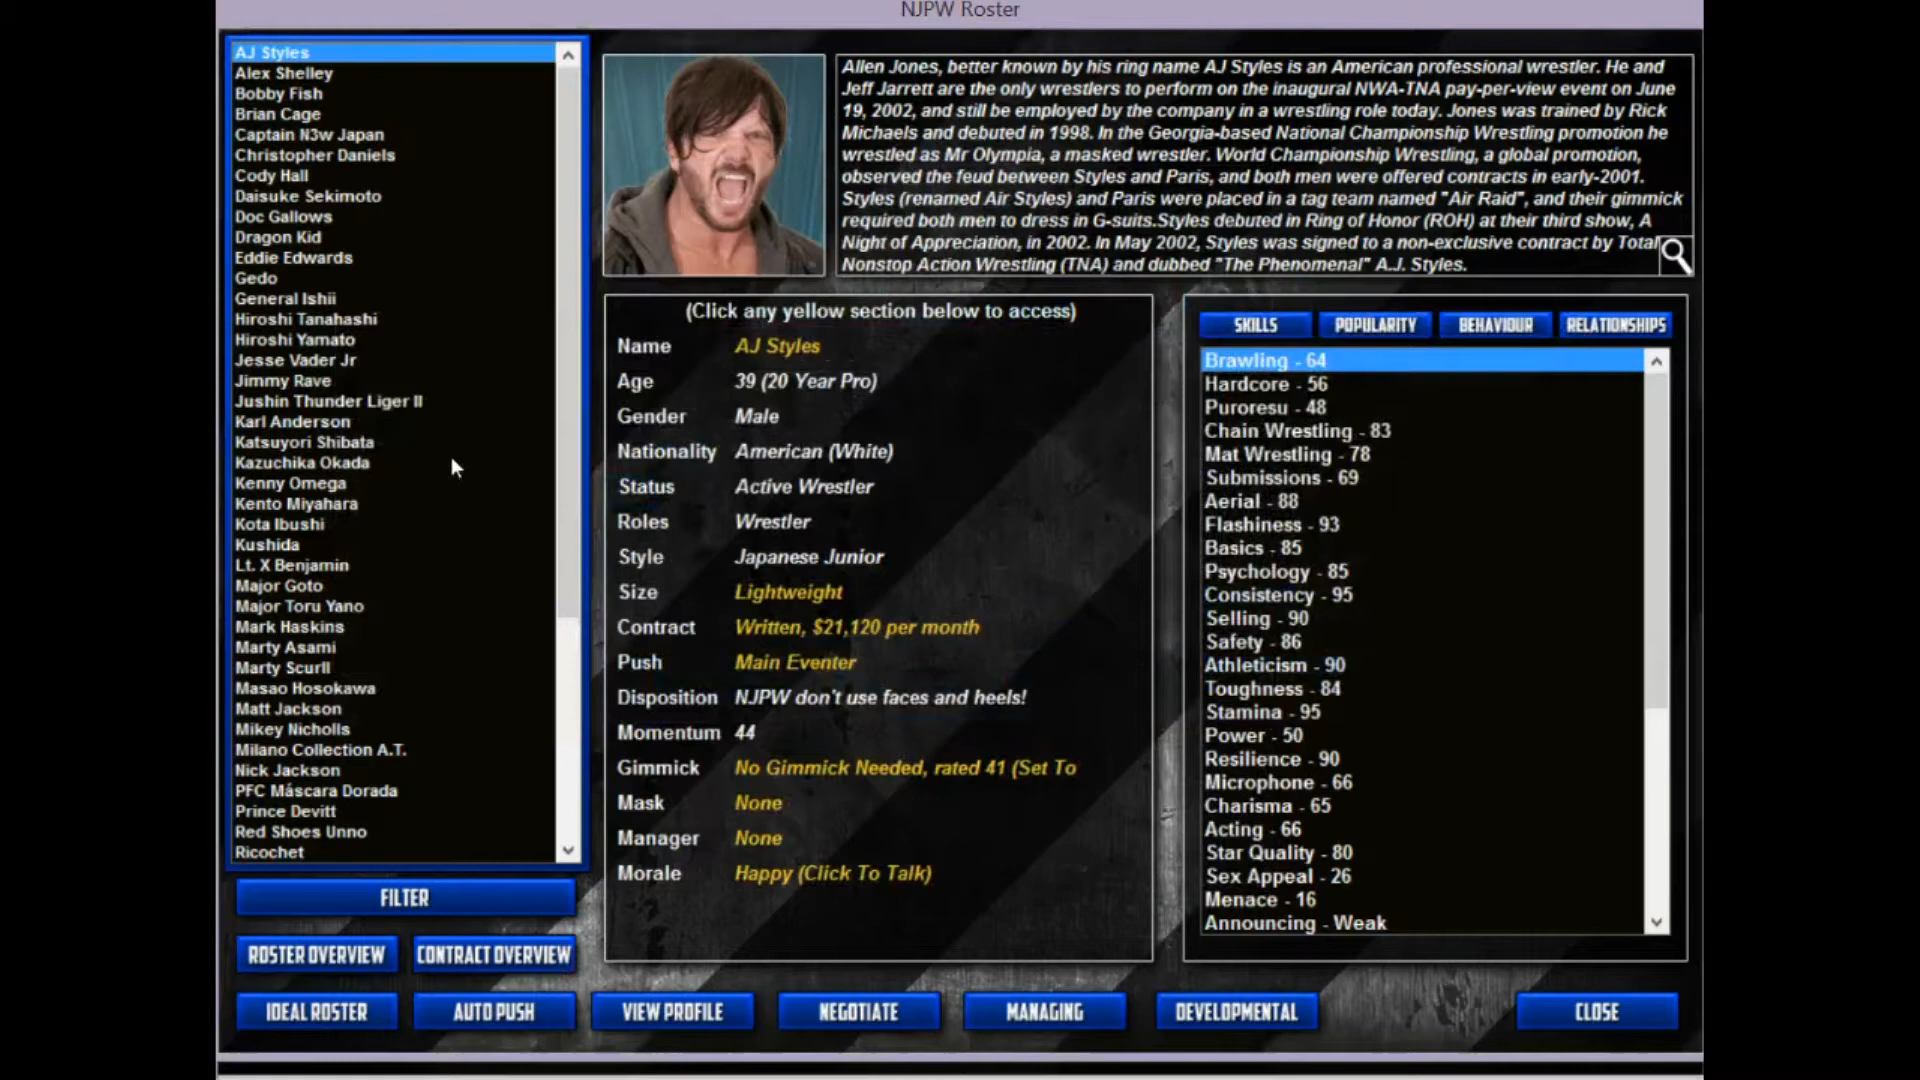 NJPW Roster
AJ Styles
Alex Shelley
Bobby Fish
Brian Cage
Captain N3w Japan
Christopher Daniels
Cody Hall
Daisuke Sekimoto
Doc Gallows
Dragon Kid
Eddie Edwards
Gedo
General Ishii
Hiroshi Tanahashi
Hiroshi Yamato
Jesse Vader Jr
Jimmy Rave
Jushin Thunder Liger II
Karl Anderson
Katsuyori Shibata
Kazuchika Okada
Kenny Omega
Kento Miyahara
Kota Ibushi
Kushida
Lt. X Benjamin
Major Goto
Major Toru Yano
Mark Haskins
Marty Asami
Marty Scurll
Masao Hosokawa
Matt Jackson
Mikey Nicholls
Milano Collection A.T.
Nick Jackson
PFC Máscara Dorada
Prince Devitt
Red Shoes Unno
Ricochet
FILTER
ROSTER OVERVIEW
CONTRACT OVERVIEW
Allen Jones, better known by his ring name AJ Styles is an American professional wrestler. He and
Jeff Jarrett are the only wrestlers to perform on the inaugural NWA-TNA pay-per-view event on June
19, 2002, and still be employed by the company in a wrestling role today. Jones was trained by Rick
Michaels and debuted in 1998. In the Georgia-based National Championship Wrestling promotion he
wrestled as Mr Olympia, a masked wrestler. World Championship Wrestling, a global promotion,
observed the feud between Styles and Paris, and both men were offered contracts in early-2001.
Styles (renamed Air Styles) and Paris were placed in a tag team named "Air Raid", and their gimmick
required both men to dress in G-suits.Styles debuted in Ring of Honor (ROH) at their third show, A
Night of Appreciation, in 2002. In May 2002, Styles was signed to a non-exclusive contract by Total
Nonstop Action Wrestling (TNA) and dubbed "The Phenomenal" A.J. Styles.
(Click any yellow section below to access)
Name AJ Styles
Age 39 (20 Year Pro)
Gender Male
Nationality American (White)
Status Active Wrestler
Roles Wrestler
Style Japanese Junior
Size Lightweight
Contract Written, $21,120 per month
Push Main Eventer
Disposition NJPW don't use faces and heels!
Momentum 44
Gimmick No Gimmick Needed, rated 41 (Set To
Mask None
Manager None
Morale Happy (Click To Talk)
SKILLS
POPULARITY
BEHAVIOUR
RELATIONSHIPS
Brawling - 64
Hardcore - 56
Puroresu - 48
Chain Wrestling - 83
Mat Wrestling - 78
Submissions - 69
Aerial - 88
Flashiness - 93
Basics - 85
Psychology - 85
Consistency - 95
Selling - 90
Safety - 86
Athleticism - 90
Toughness - 84
Stamina - 95
Power - 50
Resilience - 90
Microphone - 66
Charisma - 65
Acting - 66
Star Quality - 80
Sex Appeal - 26
Menace - 16
Announcing - Weak
IDEAL ROSTER
AUTO PUSH
VIEW PROFILE
NEGOTIATE
MANAGING
DEVELOPMENTAL
CLOSE